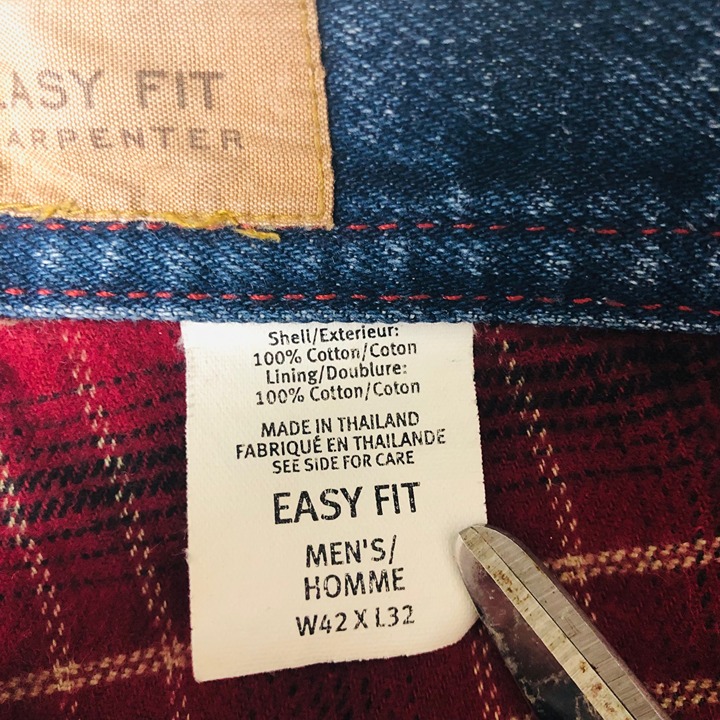 EASY FIT
CARPENTER
Shell/Exterieur:
100% Cotton/Coton
Lining/Doublure:
100% Cotton/Coton
MADE IN THAILAND
FABRIQUÉ EN THAILANDE
SEE SIDE FOR CARE
EASY FIT
MEN'S/
HOMME
W42 X L32